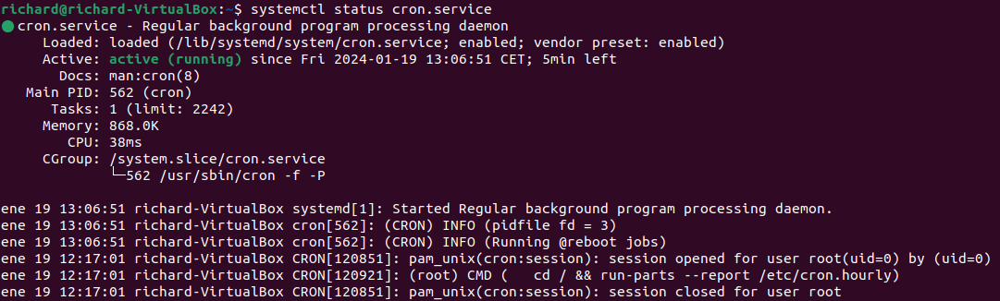 richard@richard-VirtualBox:~$ systemctl status cron.service
● cron.service - Regular background program processing daemon
     Loaded: loaded (/lib/systemd/system/cron.service; enabled; vendor preset: enabled)
     Active: active (running) since Fri 2024-01-19 13:06:51 CET; 5min left
       Docs: man:cron(8)
   Main PID: 562 (cron)
      Tasks: 1 (limit: 2242)
     Memory: 868.0K
        CPU: 38ms
     CGroup: /system.slice/cron.service
             └─562 /usr/sbin/cron -f -P
ene 19 13:06:51 richard-VirtualBox systemd[1]: Started Regular background program processing daemon.
ene 19 13:06:51 richard-VirtualBox cron[562]: (CRON) INFO (pidfile fd = 3)
ene 19 13:06:51 richard-VirtualBox cron[562]: (CRON) INFO (Running @reboot jobs)
ene 19 12:17:01 richard-VirtualBox CRON[120851]: pam_unix(cron:session): session opened for user root(uid=0) by (uid=0)
ene 19 12:17:01 richard-VirtualBox CRON[120921]: (root) CMD (   cd / && run-parts --report /etc/cron.hourly)
ene 19 12:17:01 richard-VirtualBox CRON[120851]: pam_unix(cron:session): session closed for user root